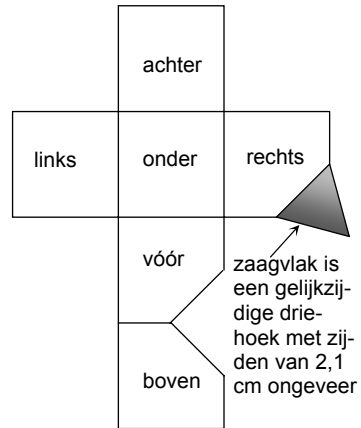 achter
links
onder
rechts
vóór
zaagvlak is
een gelijkzij-
dige drie-
hoek met zij-
den van 2,1
cm ongeveer
boven